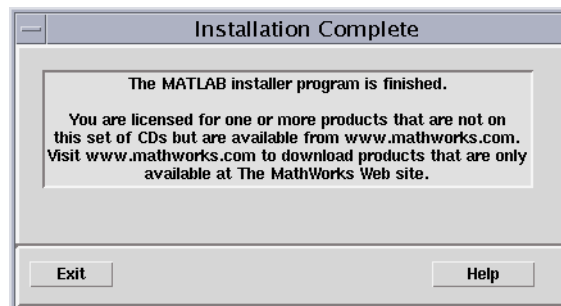 Installation Complete
The MATLAB installer program is finished.
You are licensed for one or more products that are not on
this set of CDs but are available from www.mathworks.com.
Visit www.mathworks.com to download products that are only
available at The MathWorks Web site.
Exit
Help